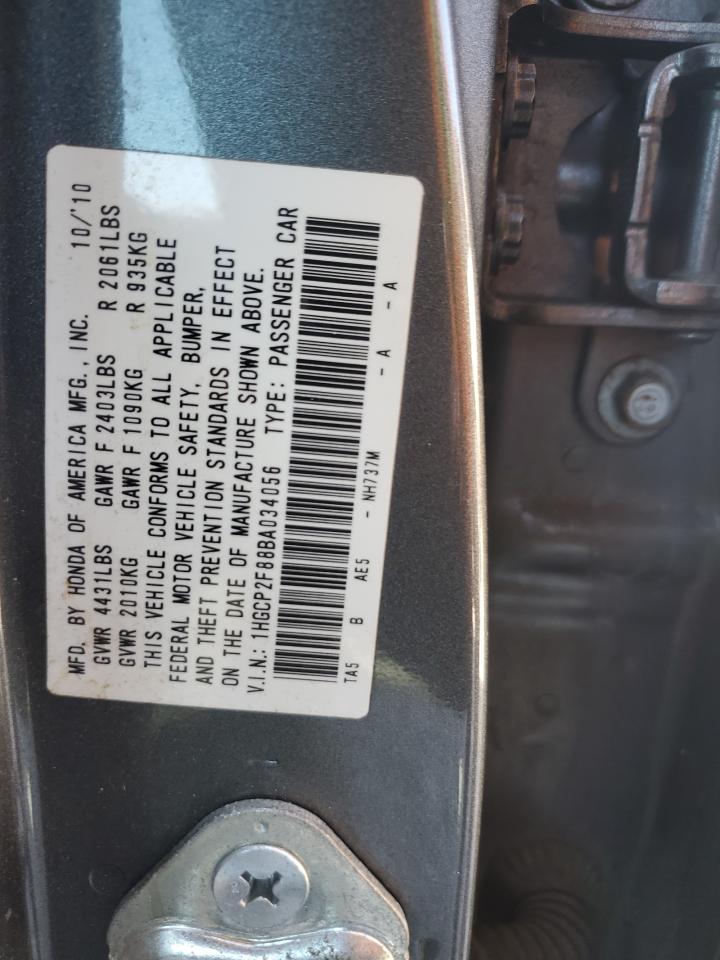 MFD. BY HONDA OF AMERICA MFG., INC. 10/'10
GVWR 4431LBS GAWR F 2403LBS R 2061LBS
GVWR 2010KG GAWR F 1090KG R 935KG
THIS VEHICLE CONFORMS TO ALL APPLICABLE
FEDERAL MOTOR VEHICLE SAFETY, BUMPER,
AND THEFT PREVENTION STANDARDS IN EFFECT
ON THE DATE OF MANUFACTURE SHOWN ABOVE.
V.I.N.: 1HGCP2F88BA034056 TYPE: PASSENGER CAR
TA5 B AE5 - NH737M - A - A